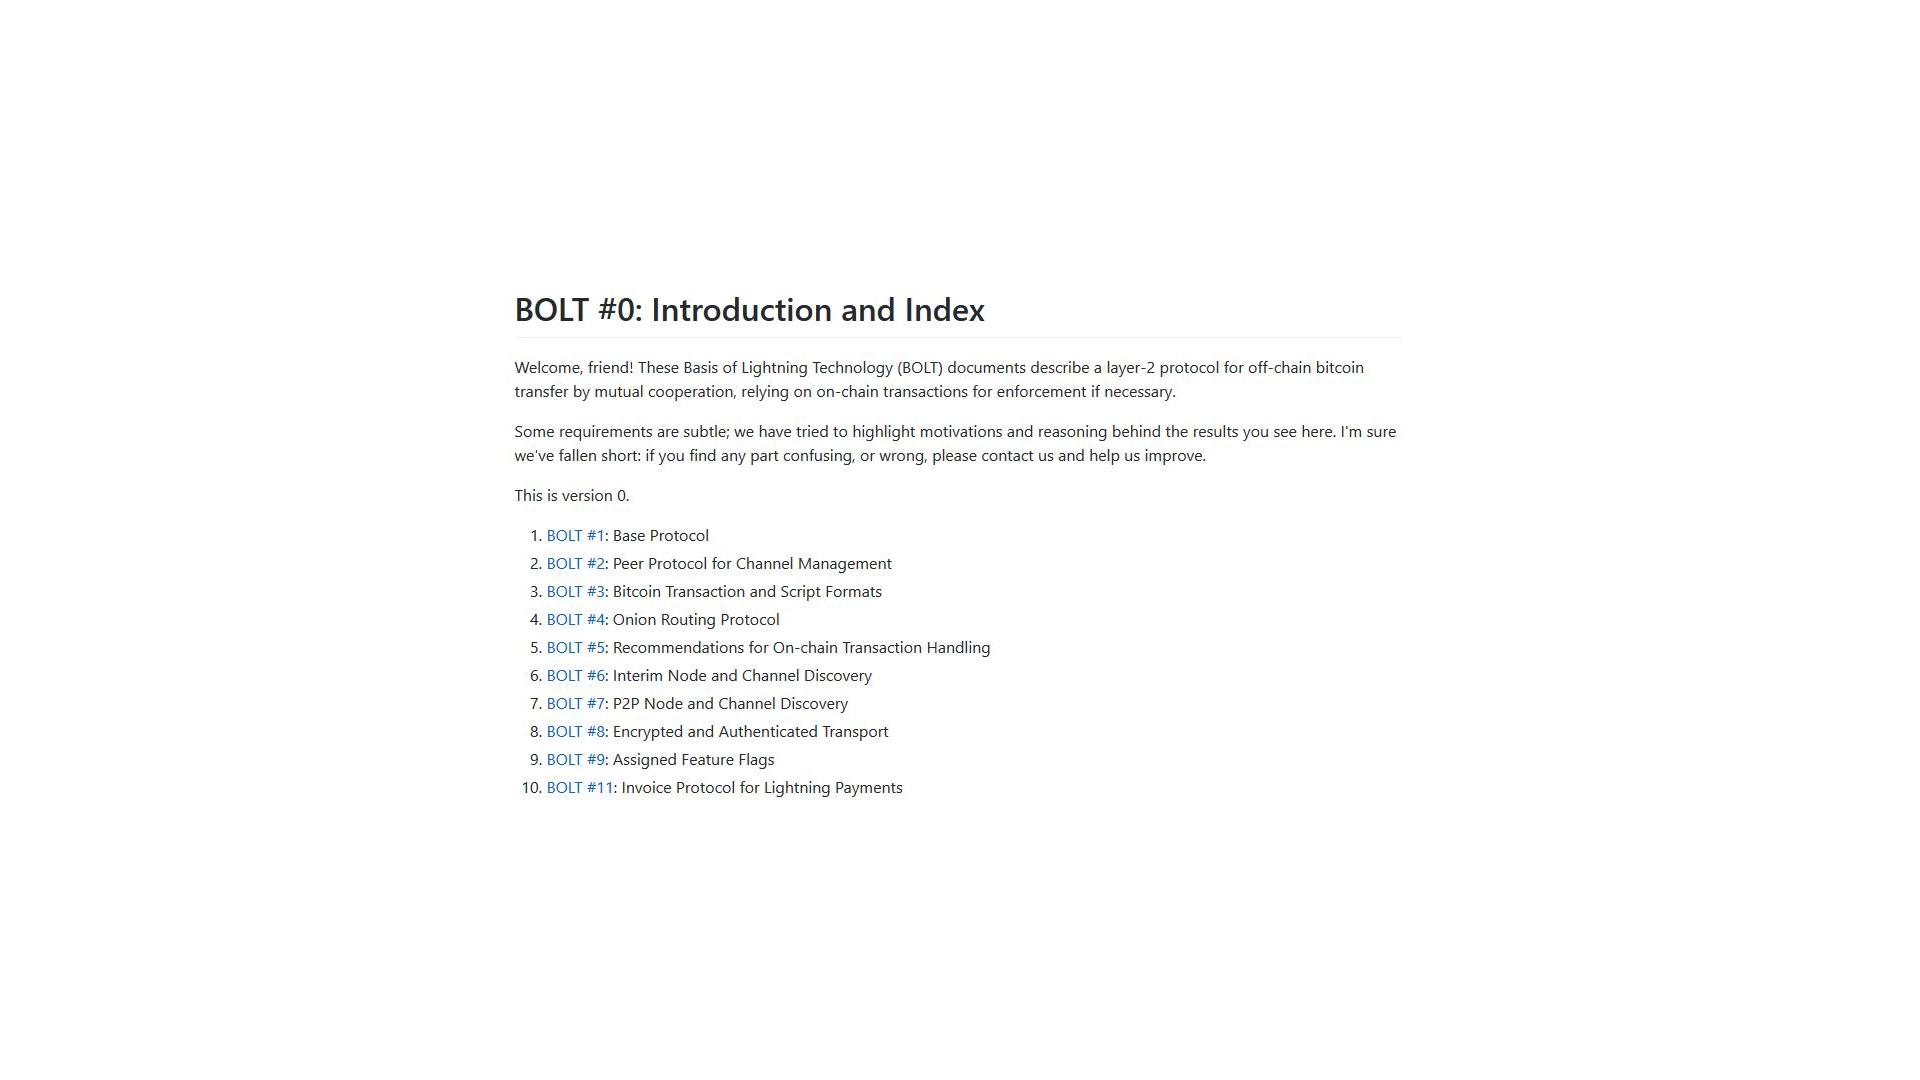 BOLT #0: Introduction and Index
Welcome, friend! These Basis of Lightning Technology (BOLT) documents describe a layer-2 protocol for off-chain bitcoin
transfer by mutual cooperation, relying on on-chain transactions for enforcement if necessary.
Some requirements are subtle; we have tried to highlight motivations and reasoning behind the results you see here. I'm sure
we've fallen short: if you find any part confusing, or wrong, please contact us and help us improve.
This is version 0.
1. BOLT #1: Base Protocol
2. BOLT #2: Peer Protocol for Channel Management
3. BOLT #3: Bitcoin Transaction and Script Formats
4. BOLT #4: Onion Routing Protocol
5. BOLT #5: Recommendations for On-chain Transaction Handling
6. BOLT #6: Interim Node and Channel Discovery
7. BOLT #7: P2P Node and Channel Discovery
8. BOLT #8: Encrypted and Authenticated Transport
9. BOLT #9: Assigned Feature Flags
10. BOLT #11: Invoice Protocol for Lightning Payments